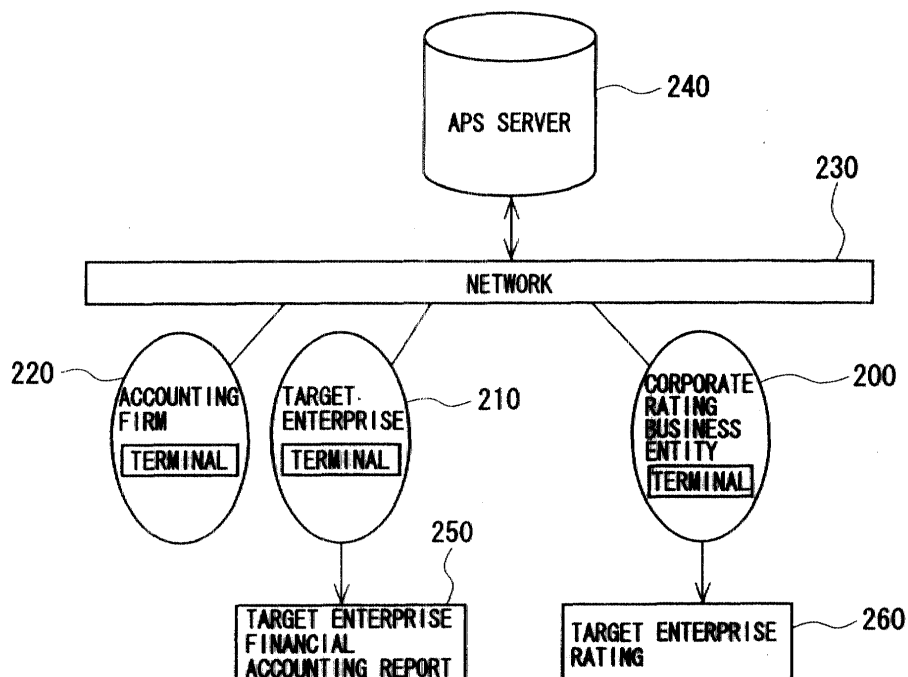 240
APS SERVER
230
NETWORK
220
ACCOUNTING
FIRM
TERMINAL
TARGET
ENTERPRISE
TERMINAL
210
CORPORATE
RATING
BUSINESS
ENTITY
TERMINAL
200
250
TARGET ENTERPRISE
FINANCIAL
ACCOUNTING REPORT
TARGET ENTERPRISE
RATING
260